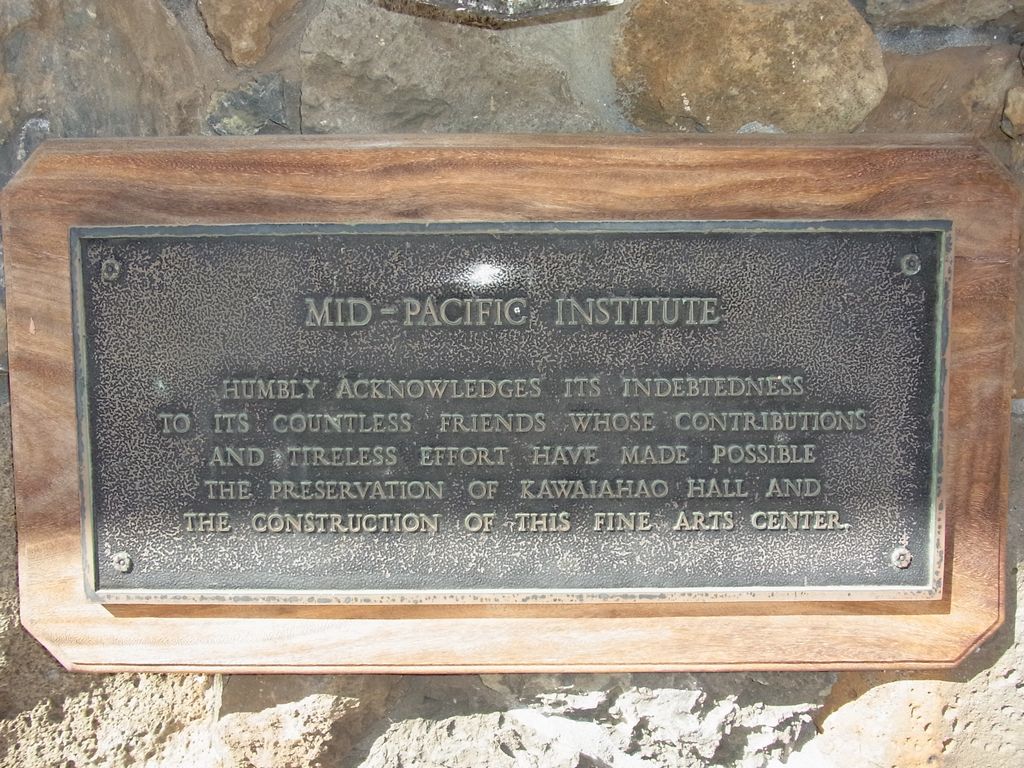 MID-PACIFIC INSTITUTE
HUMBLY ACKNOWLEDGES ITS INDEBTEDNESS
TO ITS COUNTLESS FRIENDS WHOSE CONTRIBUTIONS
AND TIRELESS EFFORT HAVE MADE POSSIBLE
THE PRESERVATION OF KAWAIAHAO HALL AND
THE CONSTRUCTION OF THIS FINE ARTS CENTER.